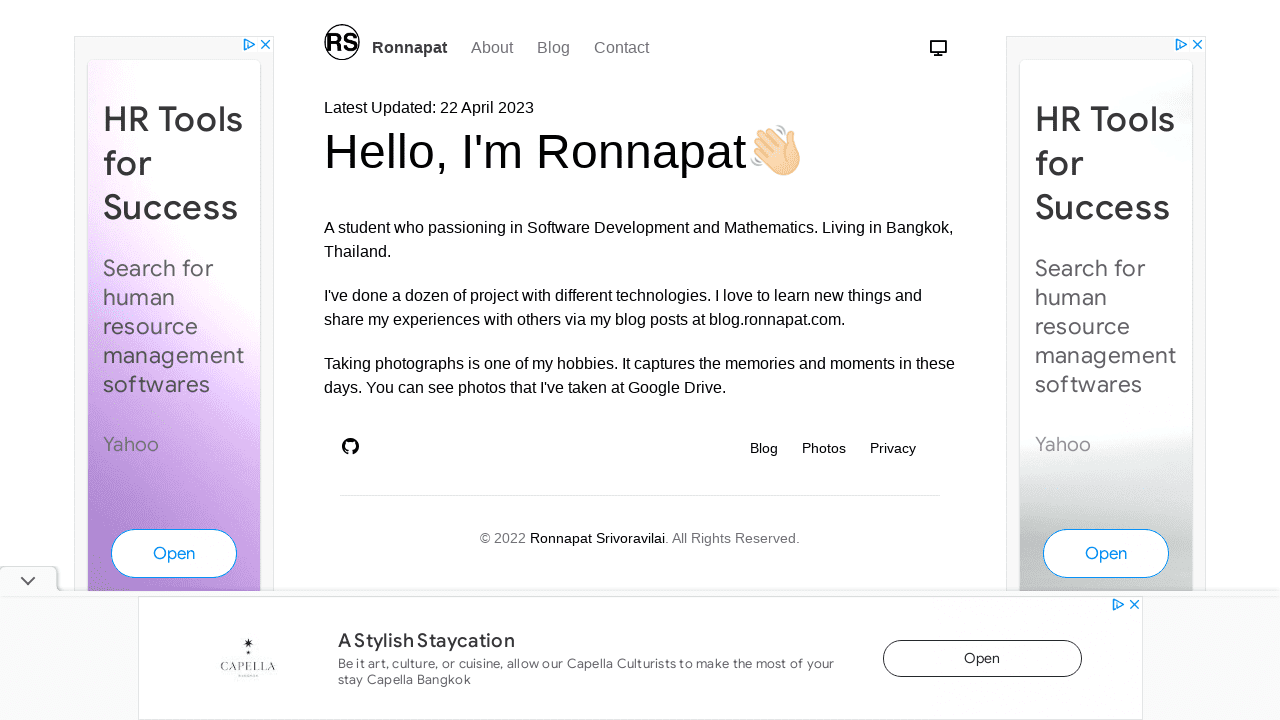 RS
Ronnapat About Blog Contact
Latest Updated: 22 April 2023
Hello, I'm Ronnapat👋🏻
A student who passioning in Software Development and Mathematics. Living in Bangkok,
Thailand.
I've done a dozen of project with different technologies. I love to learn new things and
share my experiences with others via my blog posts at blog.ronnapat.com.
Taking photographs is one of my hobbies. It captures the memories and moments in these
days. You can see photos that I've taken at Google Drive.
Blog Photos Privacy
© 2022 Ronnapat Srivoravilai. All Rights Reserved.
HR Tools
for
Success
Search for
human
resource
management
softwares
Yahoo
Open
HR Tools
for
Success
Search for
human
resource
management
softwares
Yahoo
Open
CAPELLA
A Stylish Staycation
Be it art, culture, or cuisine, allow our Capella Culturists to make the most of your
stay Capella Bangkok
Open